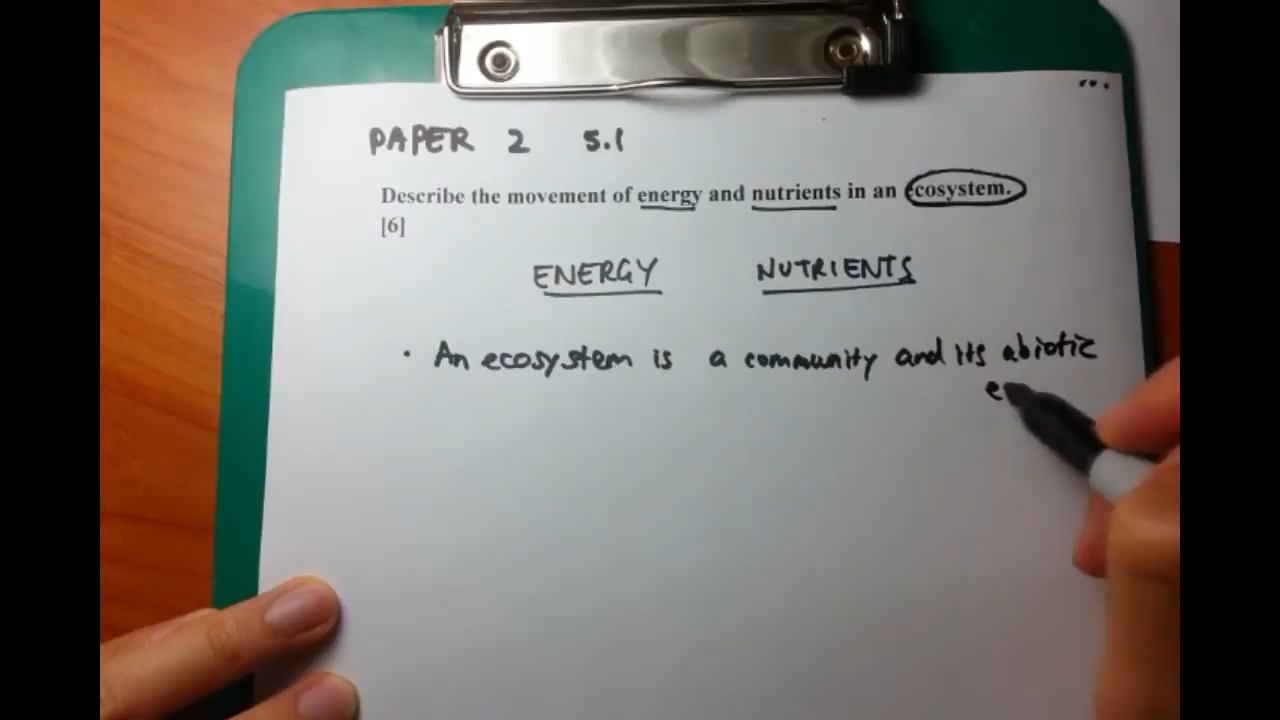 PAPER 2 5.1
Describe the movement of energy and nutrients in an ecosystem.
[6]
ENERGY NUTRIENTS
• An ecosystem is a community and its abiotic
e